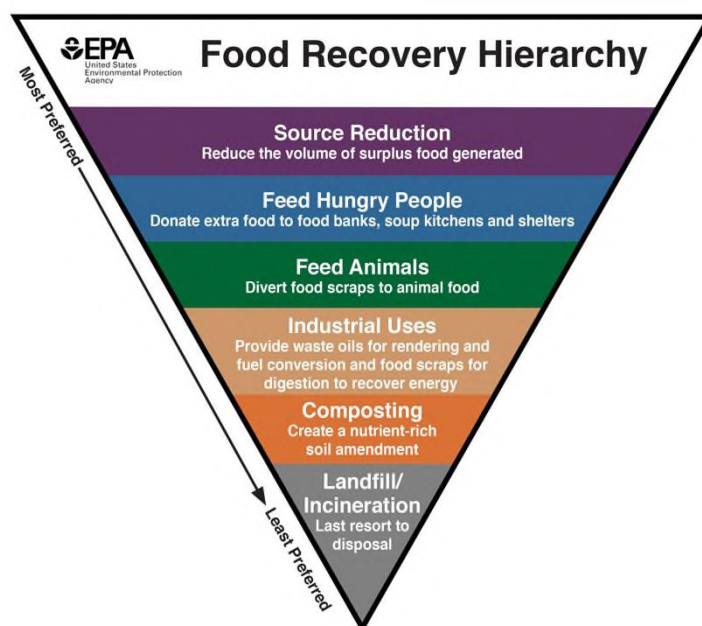 EPA
United States
Environmental Protection
Agency
Food Recovery Hierarchy
Most Preferred
Source Reduction
Reduce the volume of surplus food generated
Feed Hungry People
Donate extra food to food banks, soup kitchens and shelters
Feed Animals
Divert food scraps to animal food
Industrial Uses
Provide waste oils for rendering and
fuel conversion and food scraps for
digestion to recover energy
Composting
Create a nutrient-rich
soil amendment
Landfill/
Incineration
Last resort to
disposal
Least Preferred